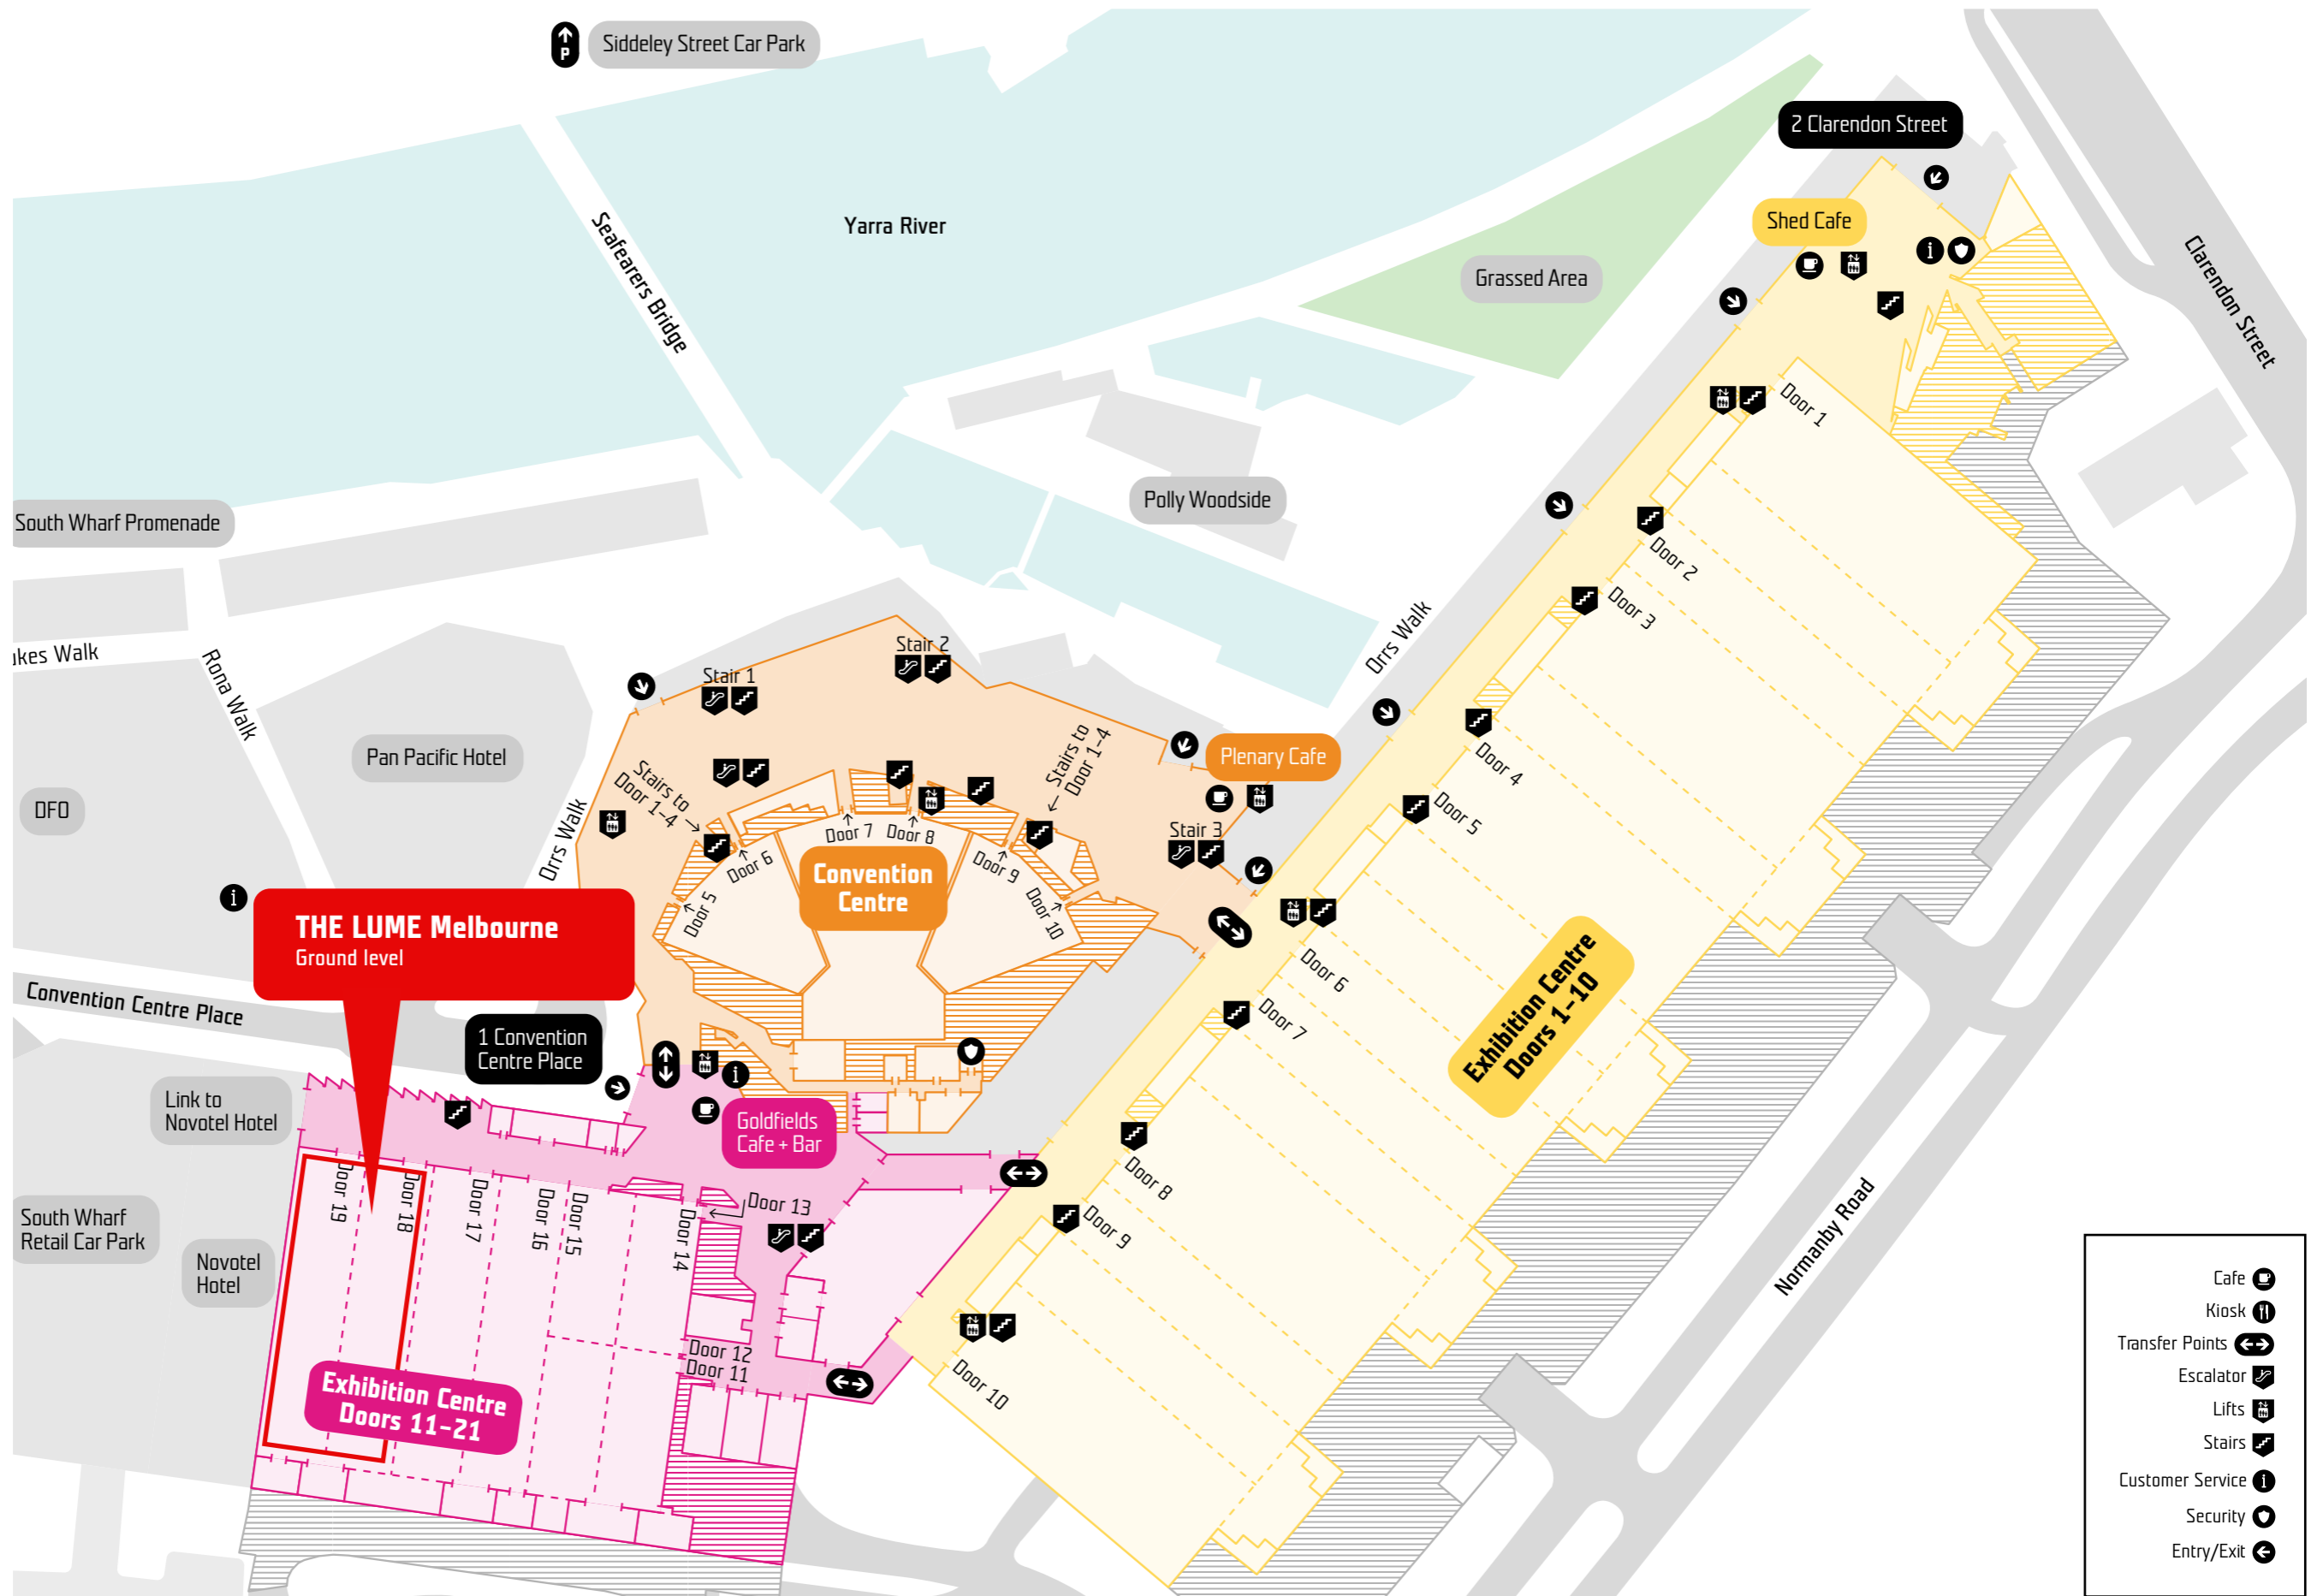 P
Siddeley Street Car Park
2 Clarendon Street
Shed Cafe
Clarendon Street
Yarra River
Seafearers Bridge
Grassed Area
Door 1
Polly Woodside
South Wharf Promenade
Door 2
Door 3
Orrs Walk
Stair 2
Stair 1
Rona Walk
Walk
Door 4
Pan Pacific Hotel
Plenary Cafe
Stairs to
Door 1-4
Stairs to
Door 1-4
DFO
Door 5
Orrs Walk
Door 7
Door 8
Stair 3
Door 6
Door 9
Convention
Centre
Door 5
Door 10
THE LUME Melbourne
Ground level
Door 6
Exhibition Centre
Doors 1-10
Door 7
Convention Centre Place
1 Convention
Centre Place
Link to
Novotel Hotel
Goldfields
Cafe + Bar
Door 8
Door 19
Door 18
Door 17
Door 16
Door 15
Door 14
Door 13
Door 9
South Wharf
Retail Car Park
Novotel
Hotel
Normanby Road
Door 12
Door 11
Door 10
Exhibition Centre
Doors 11-21
Cafe
Kiosk
Transfer Points
Escalator
Lifts
Stairs
Customer Service
Security
Entry/Exit